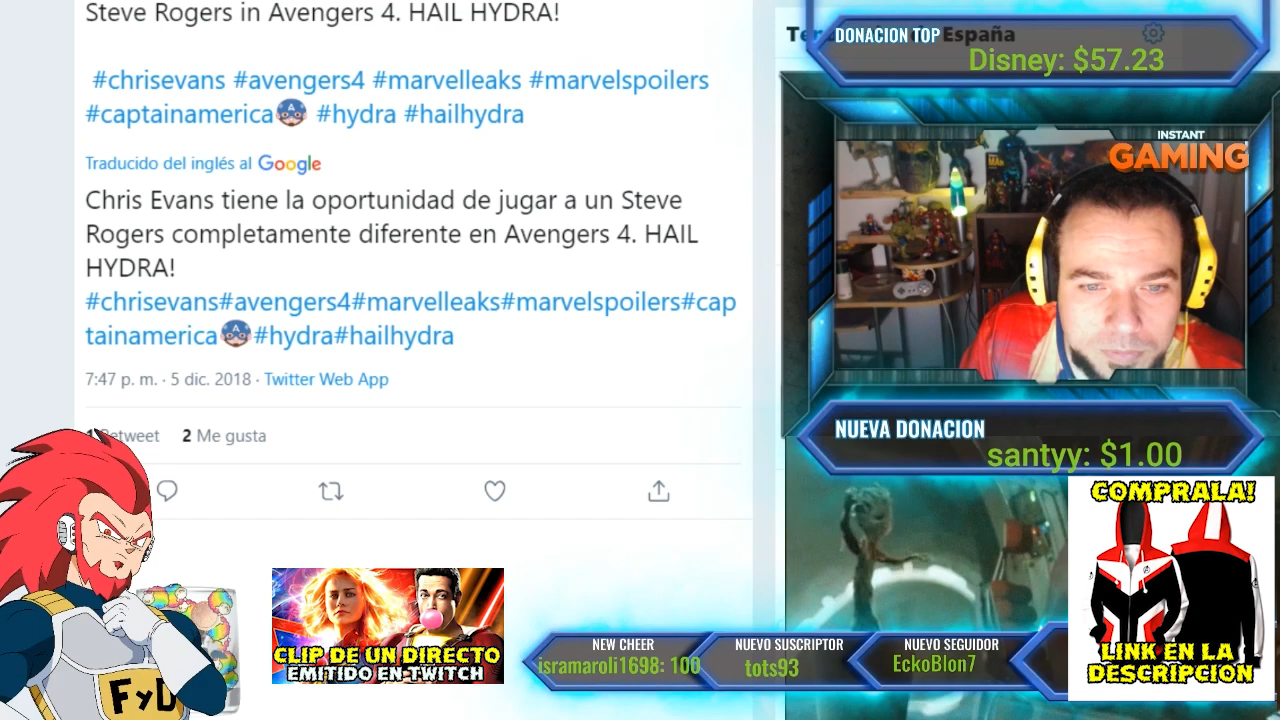 Steve Rogers in Avengers 4. HAIL HYDRA!
#chrisevans #avengers4 #marvelleaks #marvelspoilers
#captainamerica #hydra #hailhydra
Traducido del inglés al Google
Chris Evans tiene la oportunidad de jugar a un Steve
Rogers completamente diferente en Avengers 4. HAIL
HYDRA!
#chrisevans#avengers4#marvelleaks#marvelspoilers#cap
tainamerica#hydra#hailhydra
7:47 p. m. · 5 dic. 2018 · Twitter Web App
1 Retweet 2 Me gusta
España
DONACION TOP
Disney: $57.23
INSTANT
GAMING
NUEVA DONACION
santyy: $1.00
COMPRALA!
LINK EN LA
DESCRIPCION
FyD
CLIP DE UN DIRECTO
EMITIDO EN TWITCH
NEW CHEER
isramaroli1698: 100
NUEVO SUSCRIPTOR
tots93
NUEVO SEGUIDOR
EckoBlon7